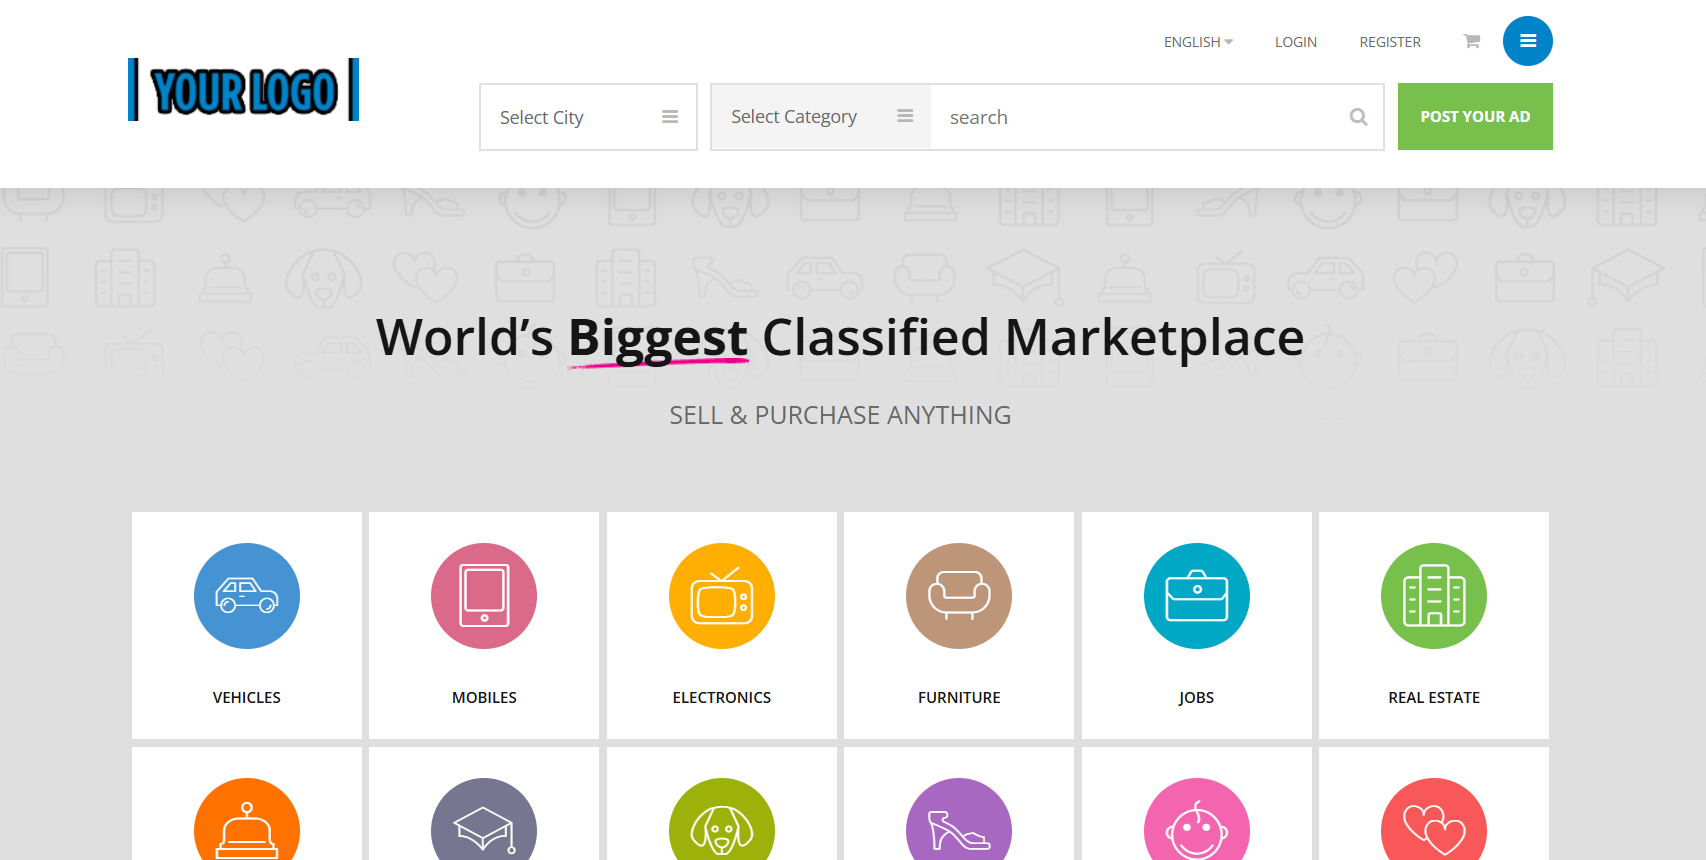 ENGLISH
LOGIN
REGISTER
YOUR LOGO
Select City
Select Category
search
POST YOUR AD
World’s Biggest Classified Marketplace
SELL & PURCHASE ANYTHING
VEHICLES
MOBILES
ELECTRONICS
FURNITURE
JOBS
REAL ESTATE